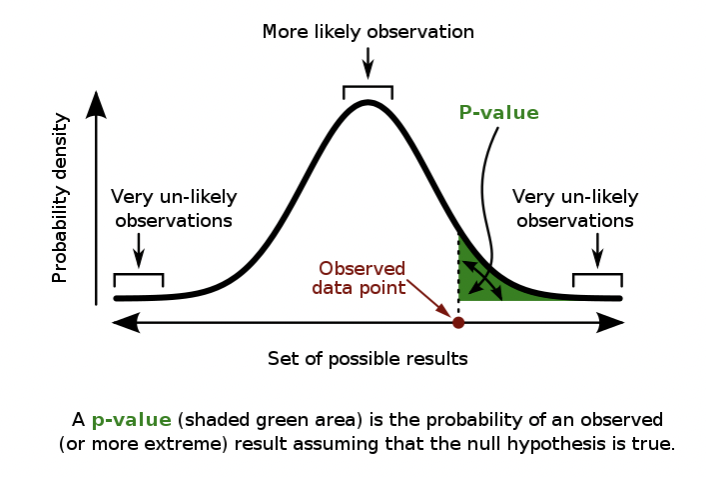 More likely observation
P-value
Probability density
Very un-likely
observations
Very un-likely
observations
Observed
data point
Set of possible results
A p-value (shaded green area) is the probability of an observed
(or more extreme) result assuming that the null hypothesis is true.